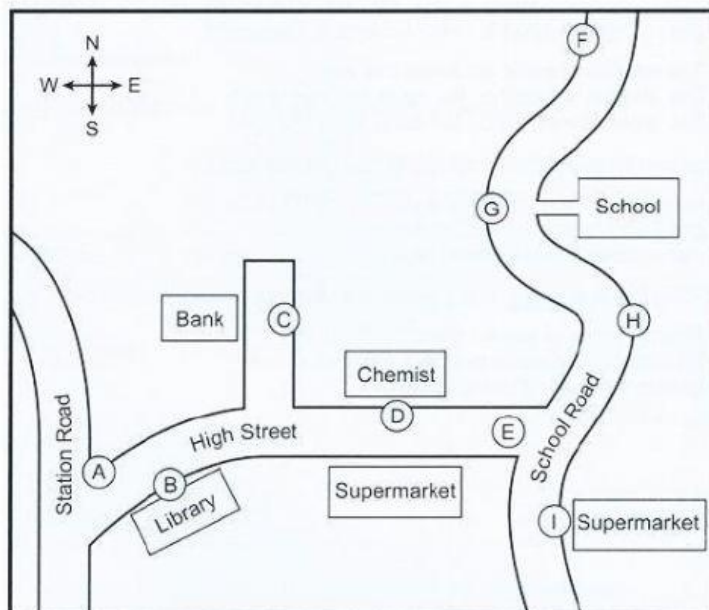 F
N
W E
S
G
School
Bank
C
H
Chemist
D
High Street
E
School Road
Station Road
A
B
Library
Supermarket
I
Supermarket